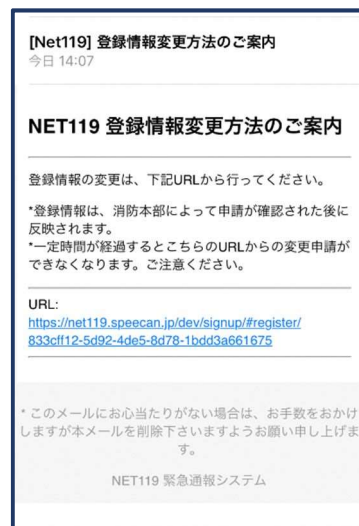 [Net119] 登録情報変更方法のご案内
今日 14:07
NET119 登録情報変更方法のご案内
登録情報の変更は、下記URLから行ってください。
*登録情報は、消防本部によって申請が確認された後に
反映されます。
*一定時間が経過するとこちらのURLからの変更申請が
できなくなります。ご注意ください。
URL:
https://net119.speecan.jp/dev/signup/#register/
833cff12-5d92-4de5-8d78-1bdd3a661675
* このメールにお心当たりがない場合は、お手数をおかけ
しますが本メールを削除下さいますようお願い申し上げま
す。
NET119 緊急通報システム